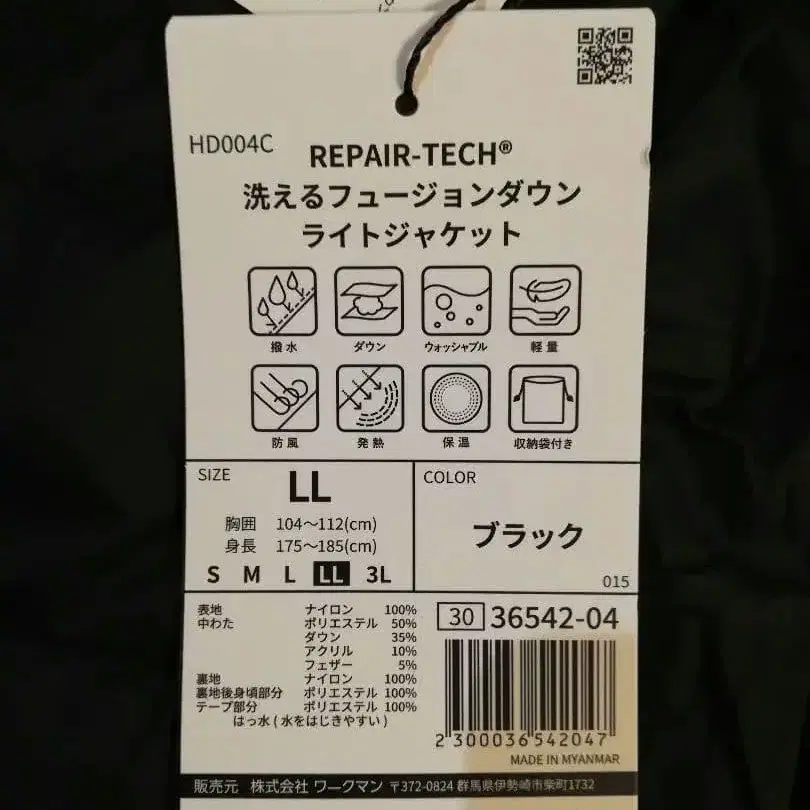 HD004C
REPAIR-TECH®
洗えるフュージョンダウン
ライトジャケット
撥水 ダウン ウォッシャブル 軽量
防風 発熱 保温 収納袋付き
SIZE
LL
胸囲 104〜112(cm)
身長 175〜185(cm)
S M L LL 3L
COLOR
ブラック
015
表地 ナイロン 100%
中わた ポリエステル 50%
ダウン 35%
アクリル 10%
フェザー 5%
裏地 ナイロン 100%
裏地後身頃部分 ポリエステル 100%
テープ部分 ポリエステル 100%
はっ水 ( 水をはじきやすい )
30 36542-04
2 300036 542047
MADE IN MYANMAR
販売元 株式会社 ワークマン 〒372-0824 群馬県伊勢崎市柴町1732